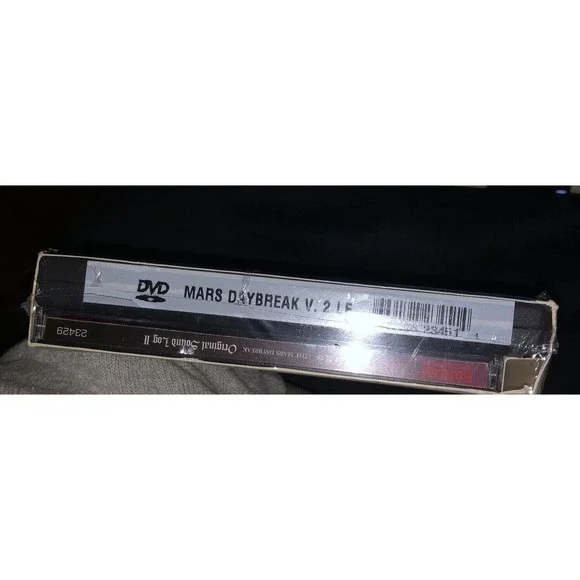 DVD
MARS DAYBREAK V. 2 LE
THE MARS DAYBREAK
Original Sound Log II
23429